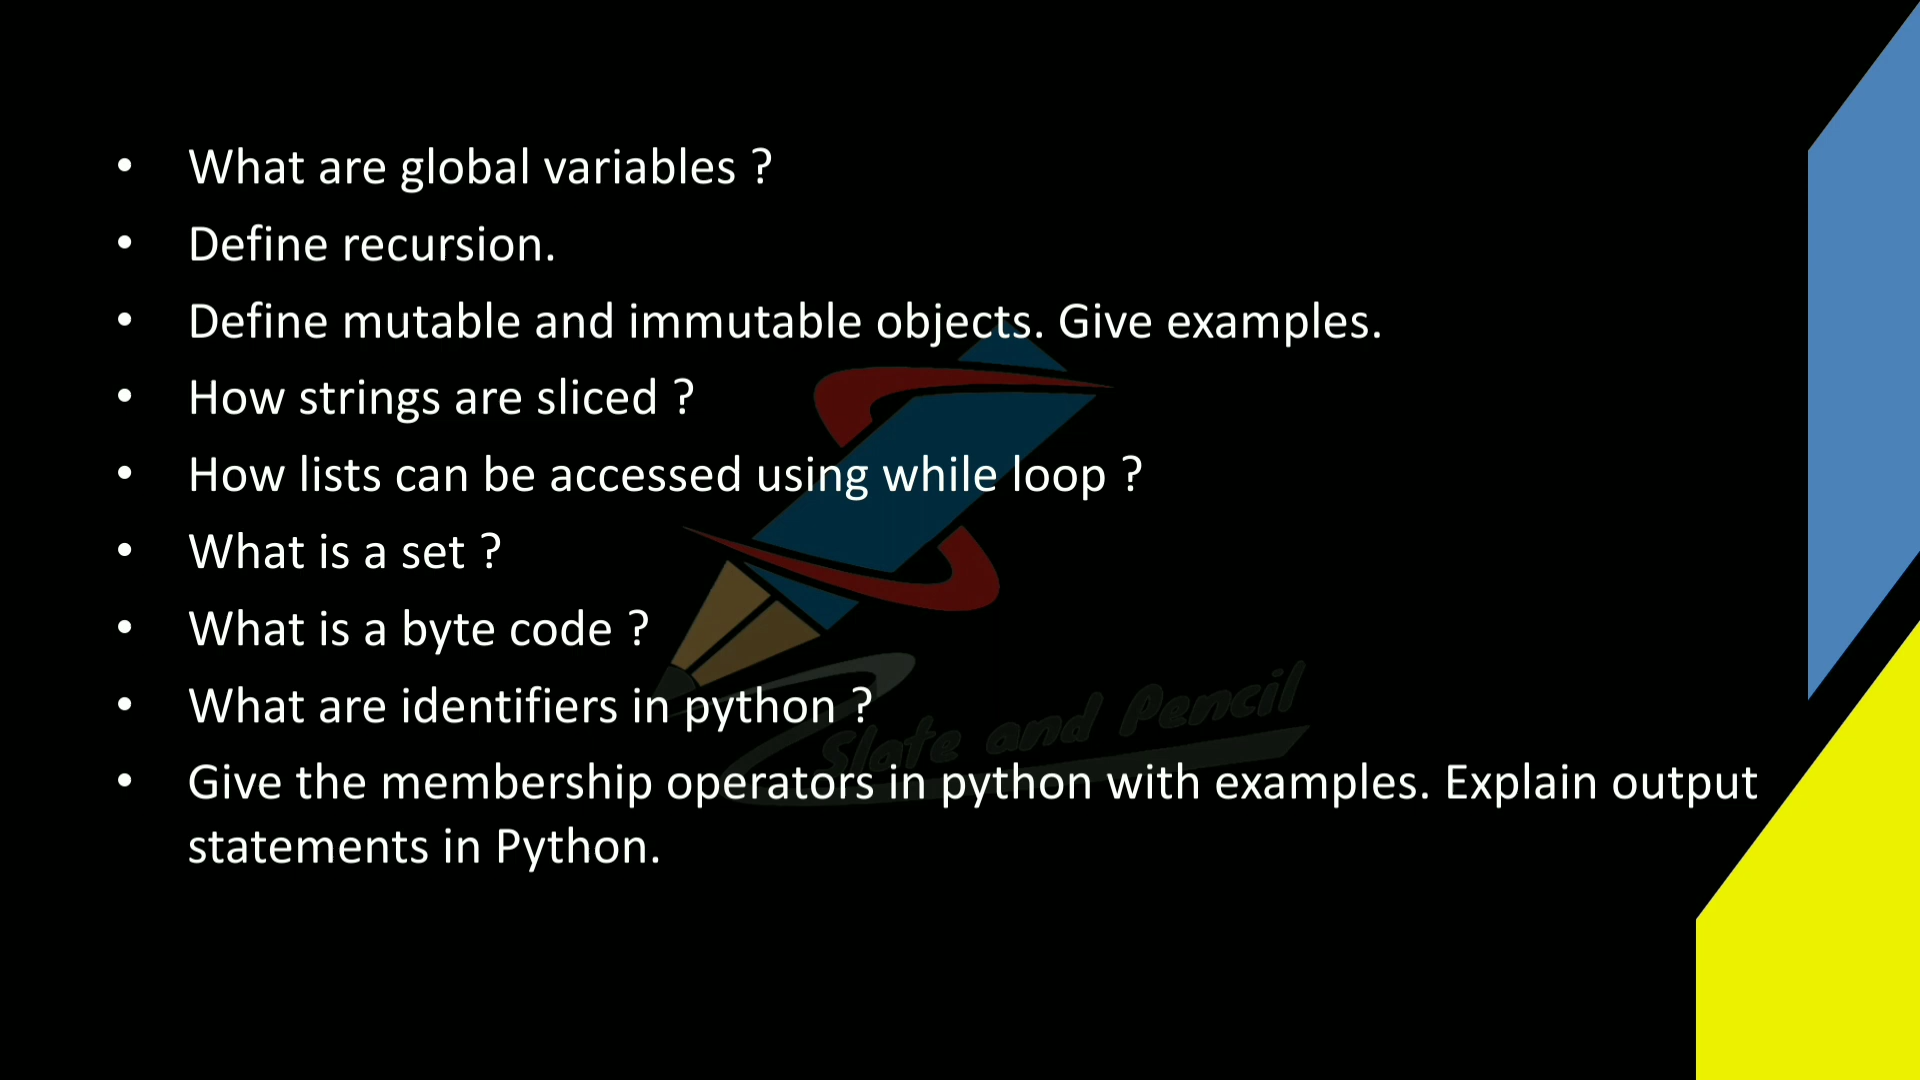 • What are global variables ?
• Define recursion.
• Define mutable and immutable objects. Give examples.
• How strings are sliced ?
• How lists can be accessed using while loop ?
• What is a set ?
• What is a byte code ?
• What are identifiers in python ?
Slate and Pencil
• Give the membership operators in python with examples. Explain output
statements in Python.